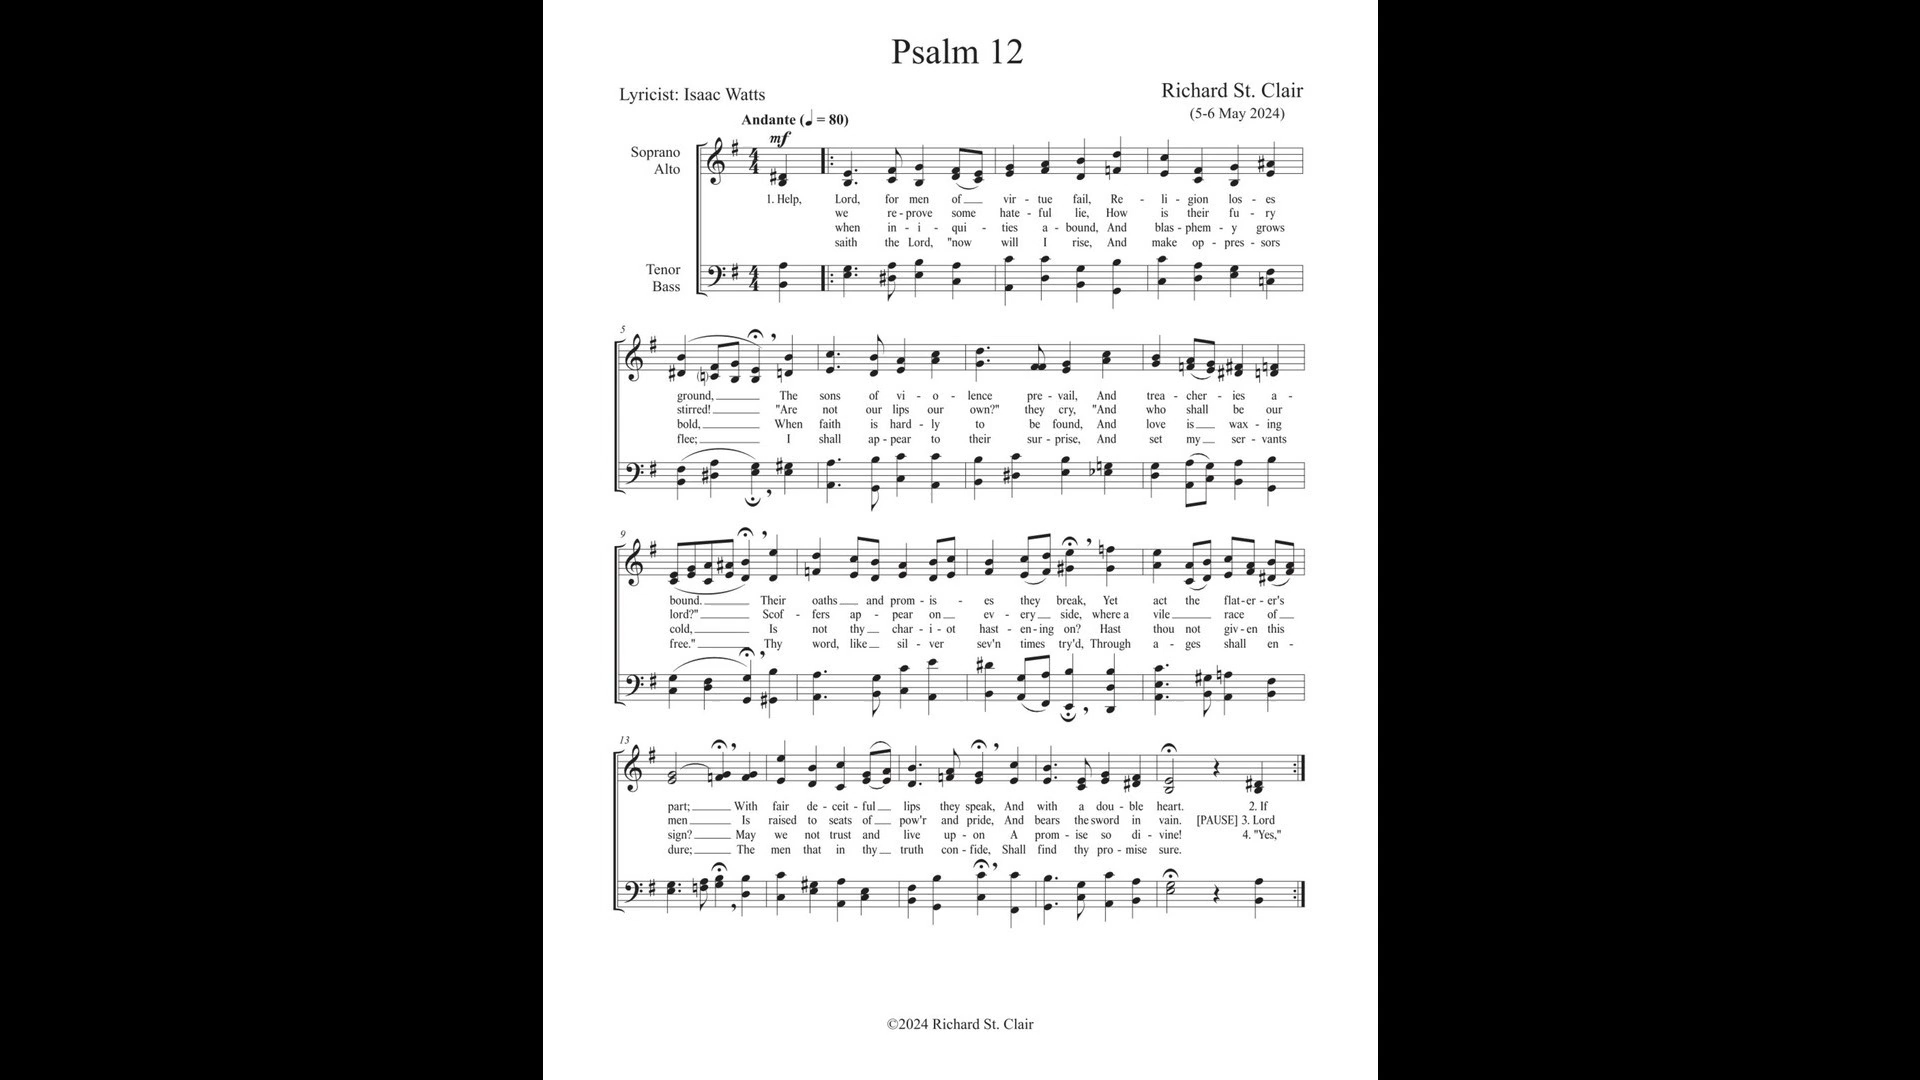 Psalm 12
Lyricist: Isaac Watts
Richard St. Clair
(5-6 May 2024)
Andante (♩ = 80)
mf
Soprano
Alto
1. Help, Lord, for men of vir - tue fail, Re - li - gion los - es
we re - prove some hate - ful lie, How is their fu - ry
when in - i - qui - ties a - bound, And blas - phem - y grows
saith the Lord, "now will I rise, And make op - pres - sors
Tenor
Bass
5
ground, The sons of vi - o - lence pre - vail, And trea - cher - ies a -
stirred! "Are not our lips our own?" they cry, "And who shall be our
bold, When faith is hard - ly to be found, And love is wax - ing
flee; I shall ap - pear to their sur - prise, And set my ser - vants
9
bound. Their oaths and prom - is - es they break, Yet act the flat - er - er's
lord?" Scof - fers ap - pear on ev - ery side, where a vile race of
cold, Is not thy char - i - ot hast - en - ing on? Hast thou not giv - en this
free." Thy word, like sil - ver sev'n times try'd, Through a - ges shall en -
13
part; With fair de - ceit - ful lips they speak, And with a dou - ble heart. 2. If
men Is raised to seats of pow'r and pride, And bears the sword in vain. [PAUSE] 3. Lord
sign? May we not trust and live up - on A prom - ise so di - vine! 4. "Yes,"
dure; The men that in thy truth con - fide, Shall find thy pro - mise sure.
©2024 Richard St. Clair